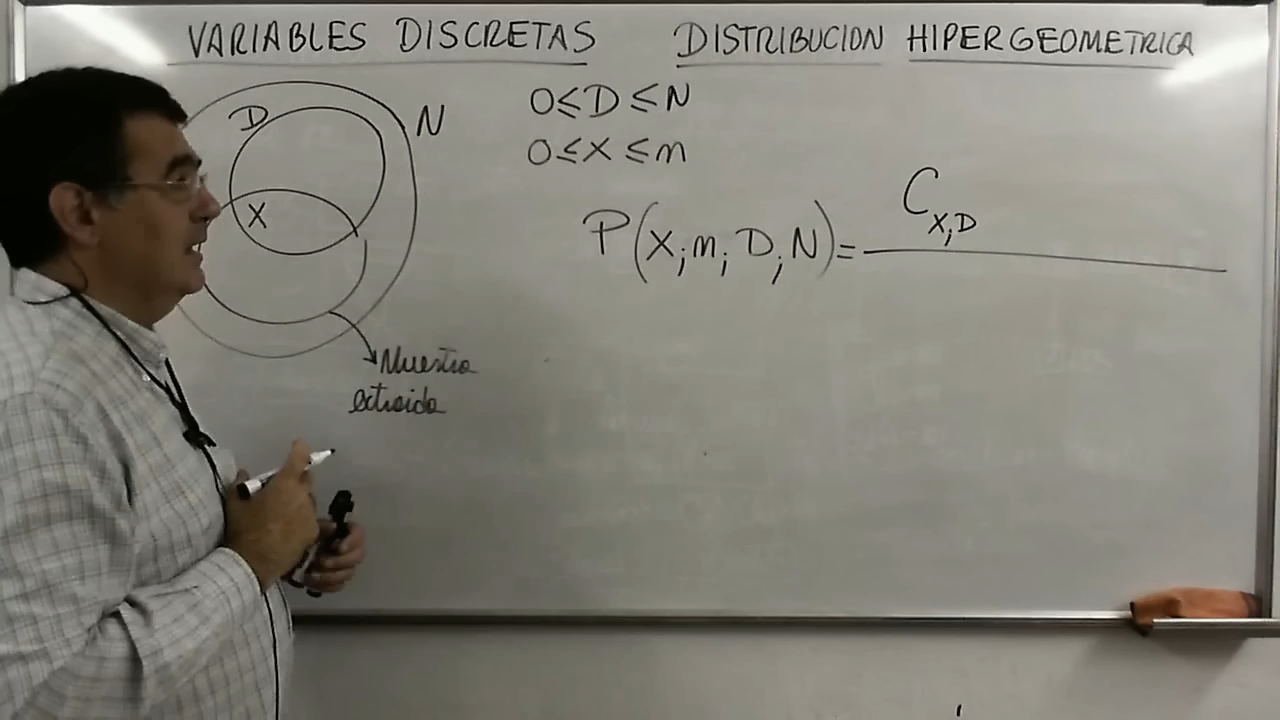 VARIABLES DISCRETAS DISTRIBUCION HIPERGEOMETRICA
D
N
X
0≤D≤N
0≤X≤m
P(X;m;D;N)= C X,D
Muestra
extraida